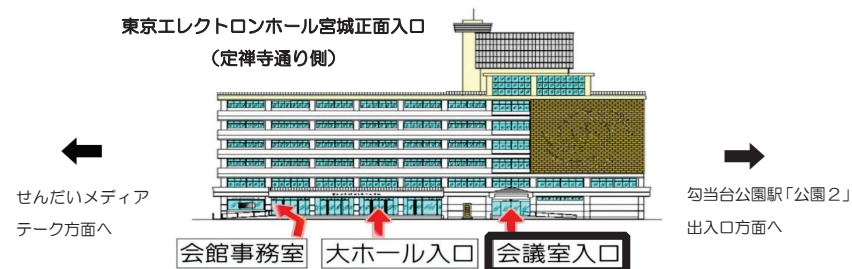 東京エレクトロンホール宮城正面入口
（定禅寺通り側）
せんだいメディア
テーク方面へ
勾当台公園駅「公園２」
出入口方面へ
会館事務室
大ホール入口
会議室入口